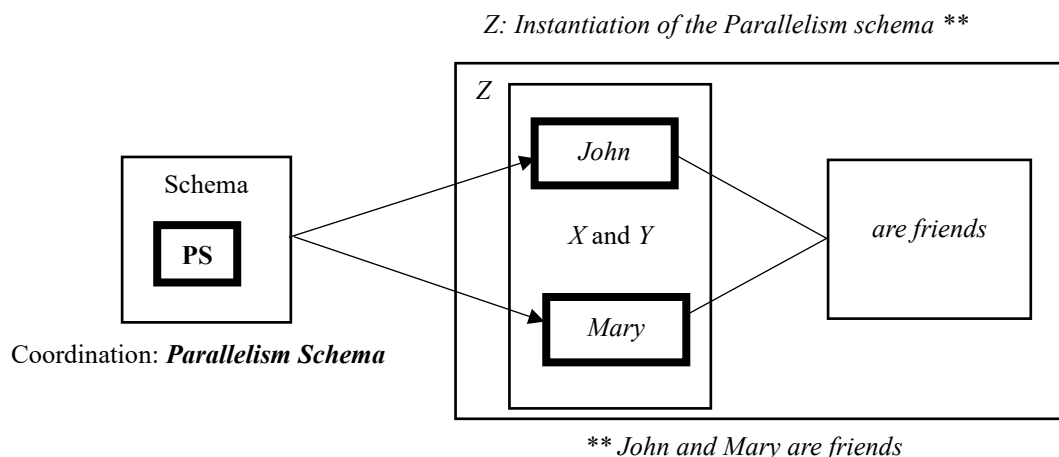 Z: Instantiation of the Parallelism schema **
Z
John
Schema
PS
X and Y
are friends
Mary
Coordination: Parallelism Schema
** John and Mary are friends